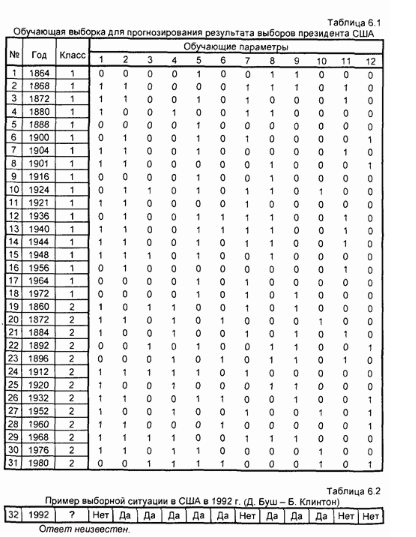 Таблица 6.1
Обучающая выборка для прогнозирования результата выборов президента США
№ Год Класс Обучающие параметры
1 2 3 4 5 6 7 8 9 10 11 12
1 1864 1 0 0 0 0 1 0 0 1 1 0 0 0
2 1868 1 1 1 0 0 0 0 1 1 1 0 1 0
3 1872 1 1 1 0 0 1 0 1 0 0 0 1 0
4 1880 1 1 0 0 1 0 0 1 1 0 0 0 0
5 1888 1 0 0 0 0 1 0 0 0 0 0 0 0
6 1900 1 0 1 0 0 1 0 1 0 0 0 0 1
7 1904 1 1 1 0 0 1 0 0 0 0 0 1 0
8 1901 1 1 1 0 0 0 0 0 1 0 0 0 1
9 1916 1 0 0 0 0 1 0 0 1 0 0 0 0
10 1924 1 0 1 1 0 1 0 1 1 0 1 0 0
11 1921 1 1 1 0 0 0 0 1 0 0 0 0 0
12 1936 1 0 1 0 0 1 1 1 1 0 0 1 0
13 1940 1 1 1 0 0 1 1 1 1 0 0 1 0
14 1944 1 1 1 0 0 1 0 1 1 0 0 1 0
15 1948 1 1 1 1 0 1 0 0 1 0 0 0 0
16 1956 1 0 1 0 0 0 0 0 0 0 0 1 0
17 1964 1 0 0 0 0 1 0 1 0 0 0 0 0
18 1972 1 0 0 0 0 1 0 1 0 1 0 0 0
19 1860 2 1 0 1 1 0 0 1 0 1 0 0 0
20 1872 2 1 1 0 1 0 1 0 0 0 1 0 0
21 1884 2 1 0 0 1 0 0 1 0 1 0 1 0
22 1892 2 0 0 1 0 1 0 0 1 1 0 0 1
23 1896 2 0 0 0 1 0 1 0 1 1 0 1 0
24 1912 2 1 1 1 1 1 0 1 0 0 0 0 0
25 1920 2 1 0 0 1 0 0 0 1 1 0 0 0
26 1932 2 1 1 0 0 1 1 0 0 1 0 0 1
27 1952 2 1 0 0 1 0 0 1 0 0 1 0 1
28 1960 2 1 1 0 0 0 1 0 0 0 0 0 1
29 1968 2 1 1 1 1 0 0 1 1 0 0 0 0
30 1976 2 1 1 0 1 1 0 0 0 0 1 0 0
31 1980 2 0 0 1 1 1 1 0 0 0 1 0 1
Таблица 6.2
Пример выборной ситуации в США в 1992 г. (Д. Буш – Б. Клинтон)
32 1992 ? Нет Да Да Да Да Нет Нет Да Да Да Нет Нет
Ответ неизвестен.